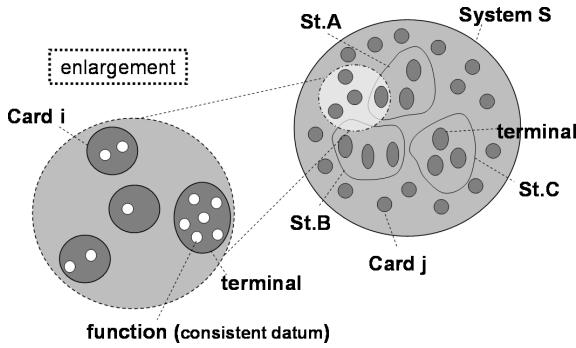 St.A
System S
enlargement
Card i
terminal
St.C
St.B
Card j
terminal
function (consistent datum)